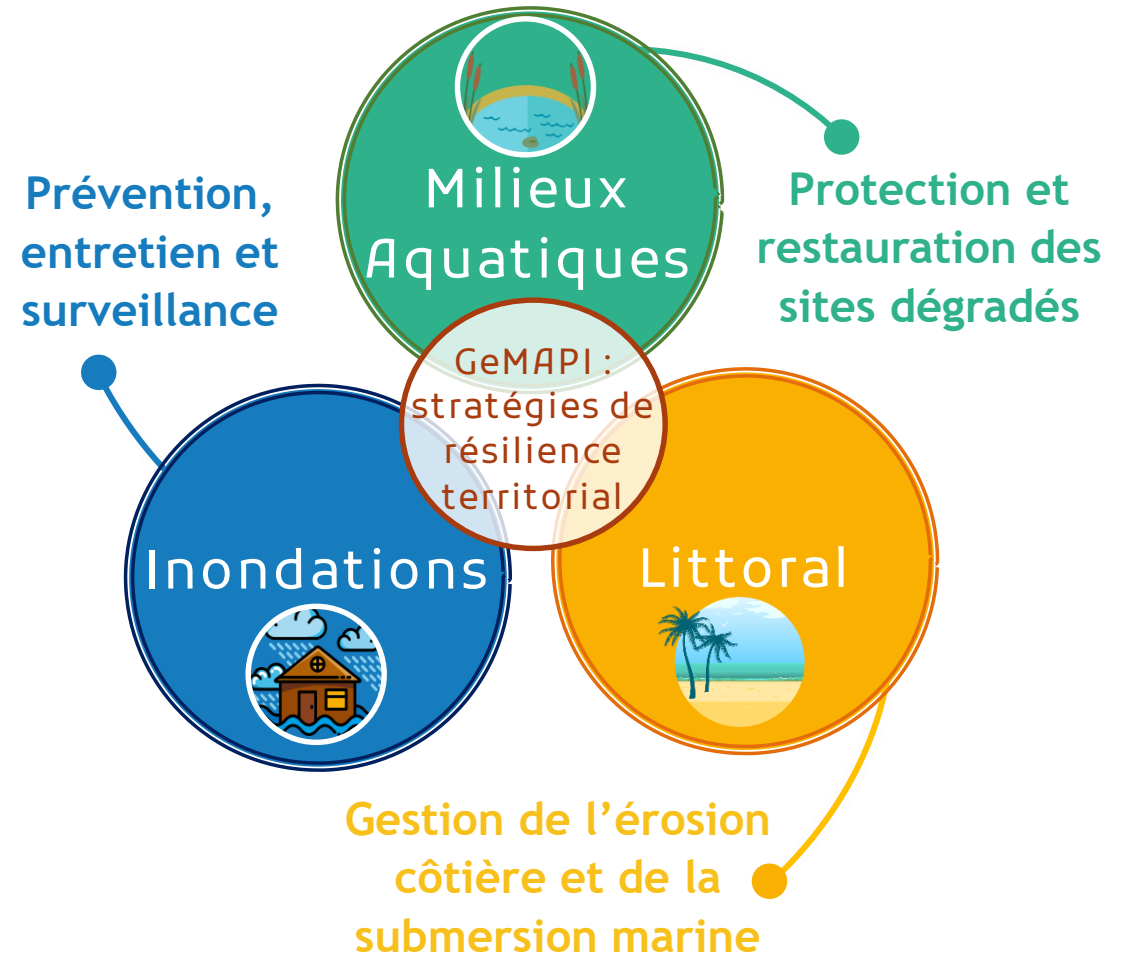 Milieux
Aquatiques
Protection et
restauration des
sites dégradés
Prévention,
entretien et
surveillance
GeMAPI :
stratégies de
résilience
territorial
Inondations
Littoral
Gestion de l’érosion
côtière et de la
submersion marine